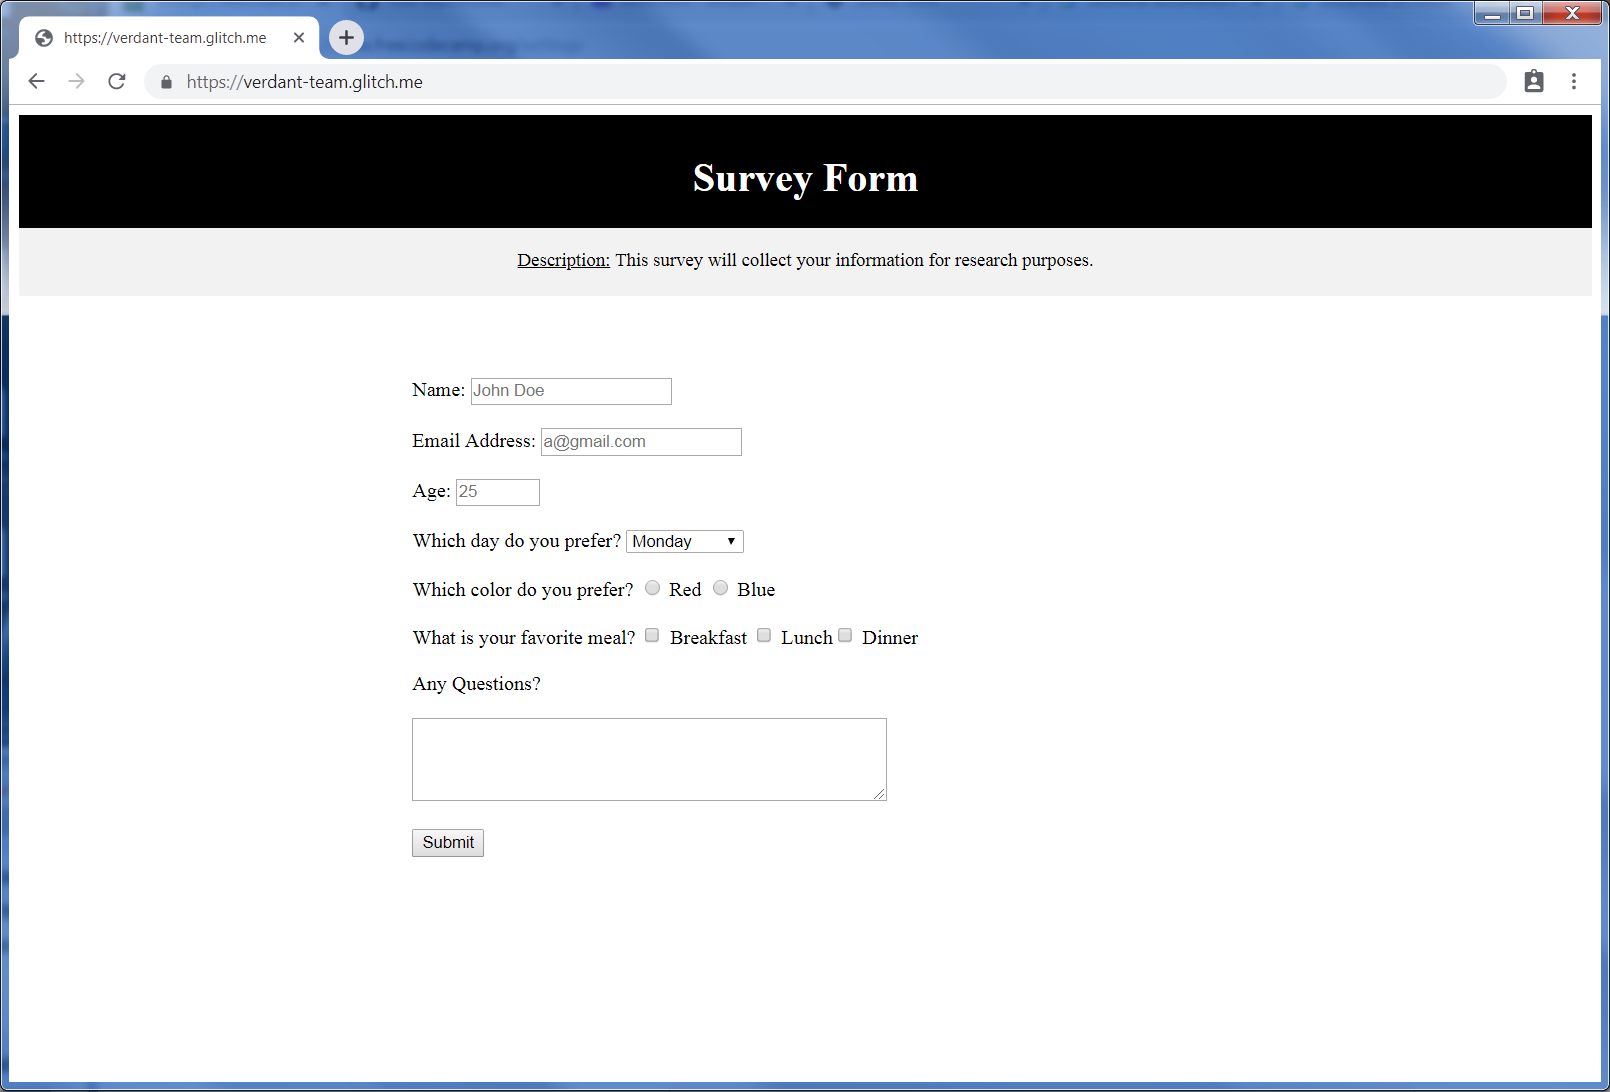 https://verdant-team.glitch.me
https://verdant-team.glitch.me
Survey Form
Description: This survey will collect your information for research purposes.
Name: John Doe
Email Address: a@gmail.com
Age: 25
Which day do you prefer? Monday
Which color do you prefer? Red Blue
What is your favorite meal? Breakfast Lunch Dinner
Any Questions?
Submit